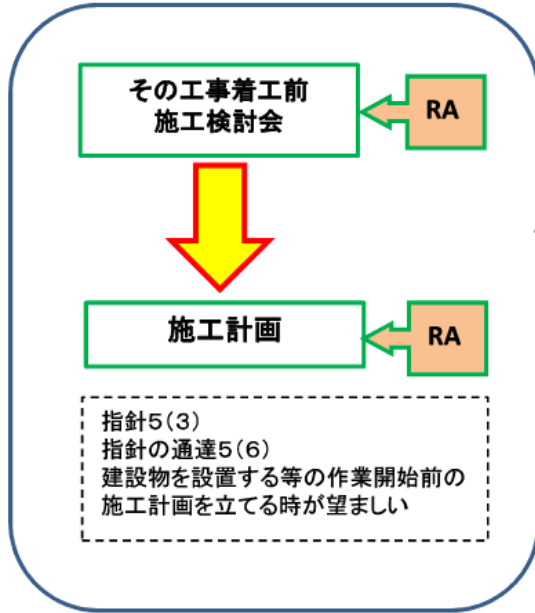 その工事着工前
施工検討会
RA
施工計画
RA
指針5(3)
指針の通達5(6)
建設物を設置する等の作業開始前の
施工計画を立てる時が望ましい